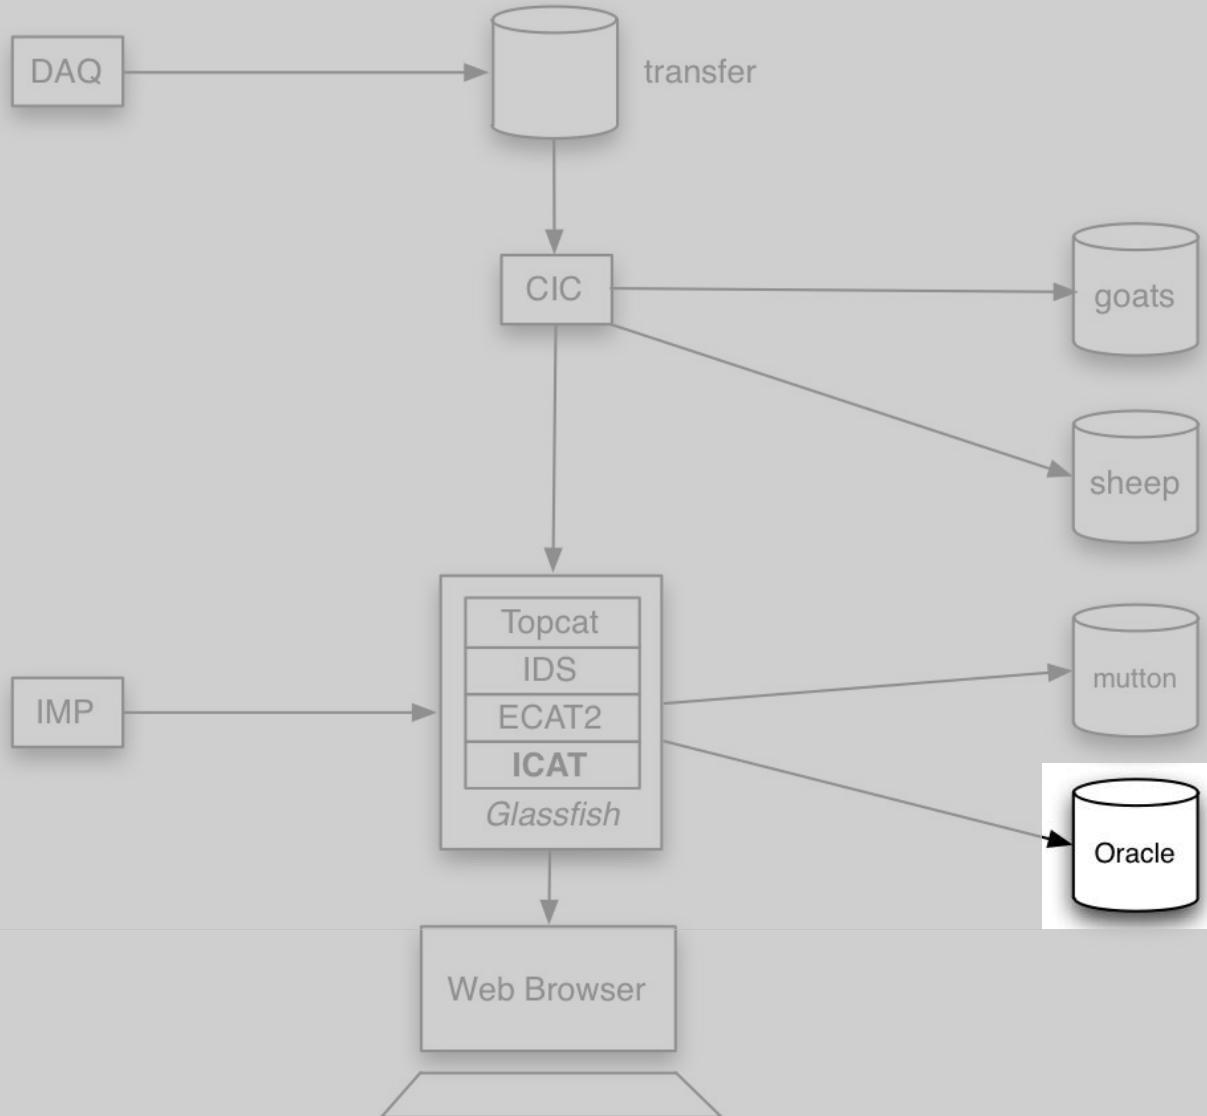 DAQ
transfer
CIC
goats
sheep
Topcat
IDS
ECAT2
ICAT
Glassfish
IMP
mutton
Oracle
Web Browser